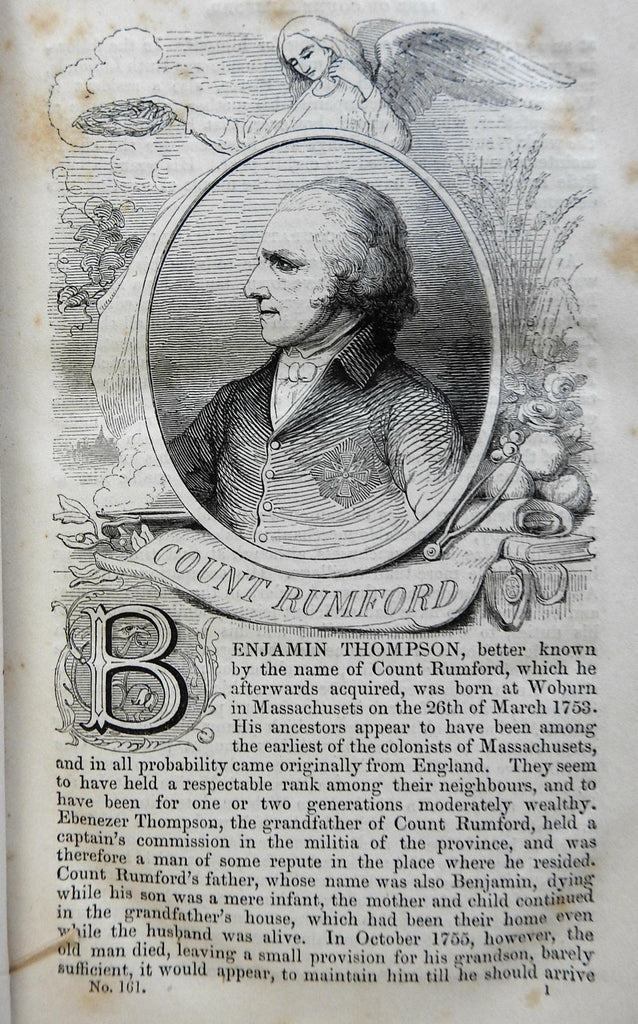 COUNT RUMFORD
BENJAMIN THOMPSON, better known
by the name of Count Rumford, which he
afterwards acquired, was born at Woburn
in Massachusets on the 26th of March 1753.
His ancestors appear to have been among
the earliest of the colonists of Massachusets,
and in all probability came originally from England. They seem
to have held a respectable rank among their neighbours, and to
have been for one or two generations moderately wealthy.
Ebenezer Thompson, the grandfather of Count Rumford, held a
captain's commission in the militia of the province, and was
therefore a man of some repute in the place where he resided.
Count Rumford's father, whose name was also Benjamin, dying
while his son was a mere infant, the mother and child continued
in the grandfather's house, which had been their home even
while the husband was alive. In October 1755, however, the
old man died, leaving a small provision for his grandson, barely
sufficient, it would appear, to maintain him till he should arrive
No. 161. 1